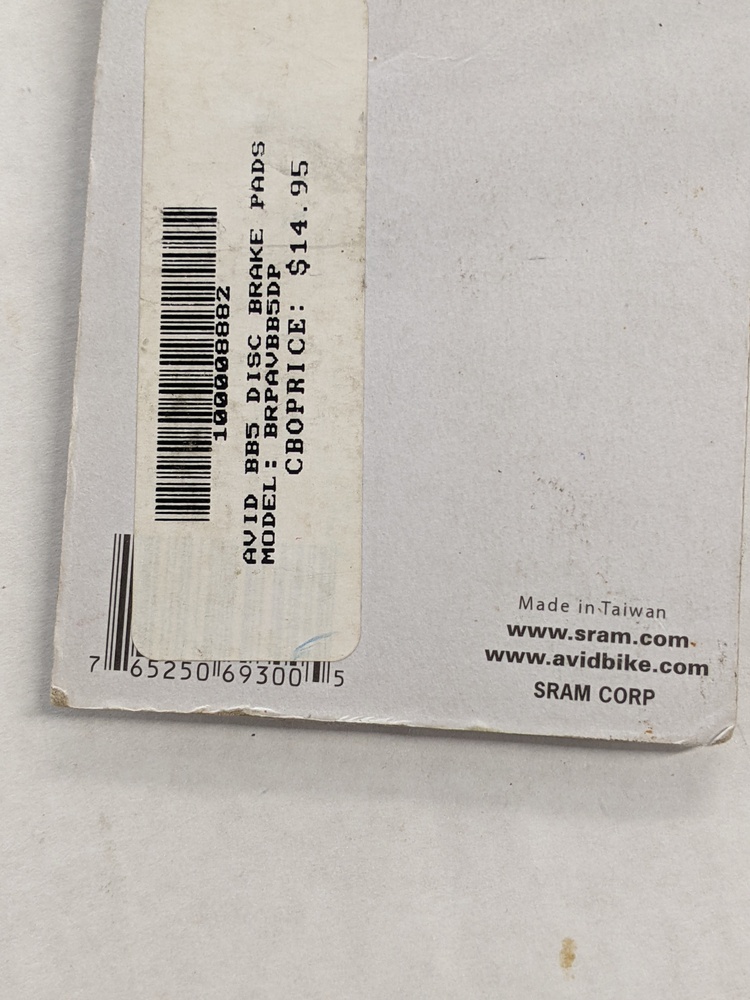 100008882
AVID BB5 DISC BRAKE PADS
MODEL: BRPAVBB5DP
CBOPRICE: $14.95
7 65250 69300 5
Made in Taiwan
www.sram.com
www.avidbike.com
SRAM CORP